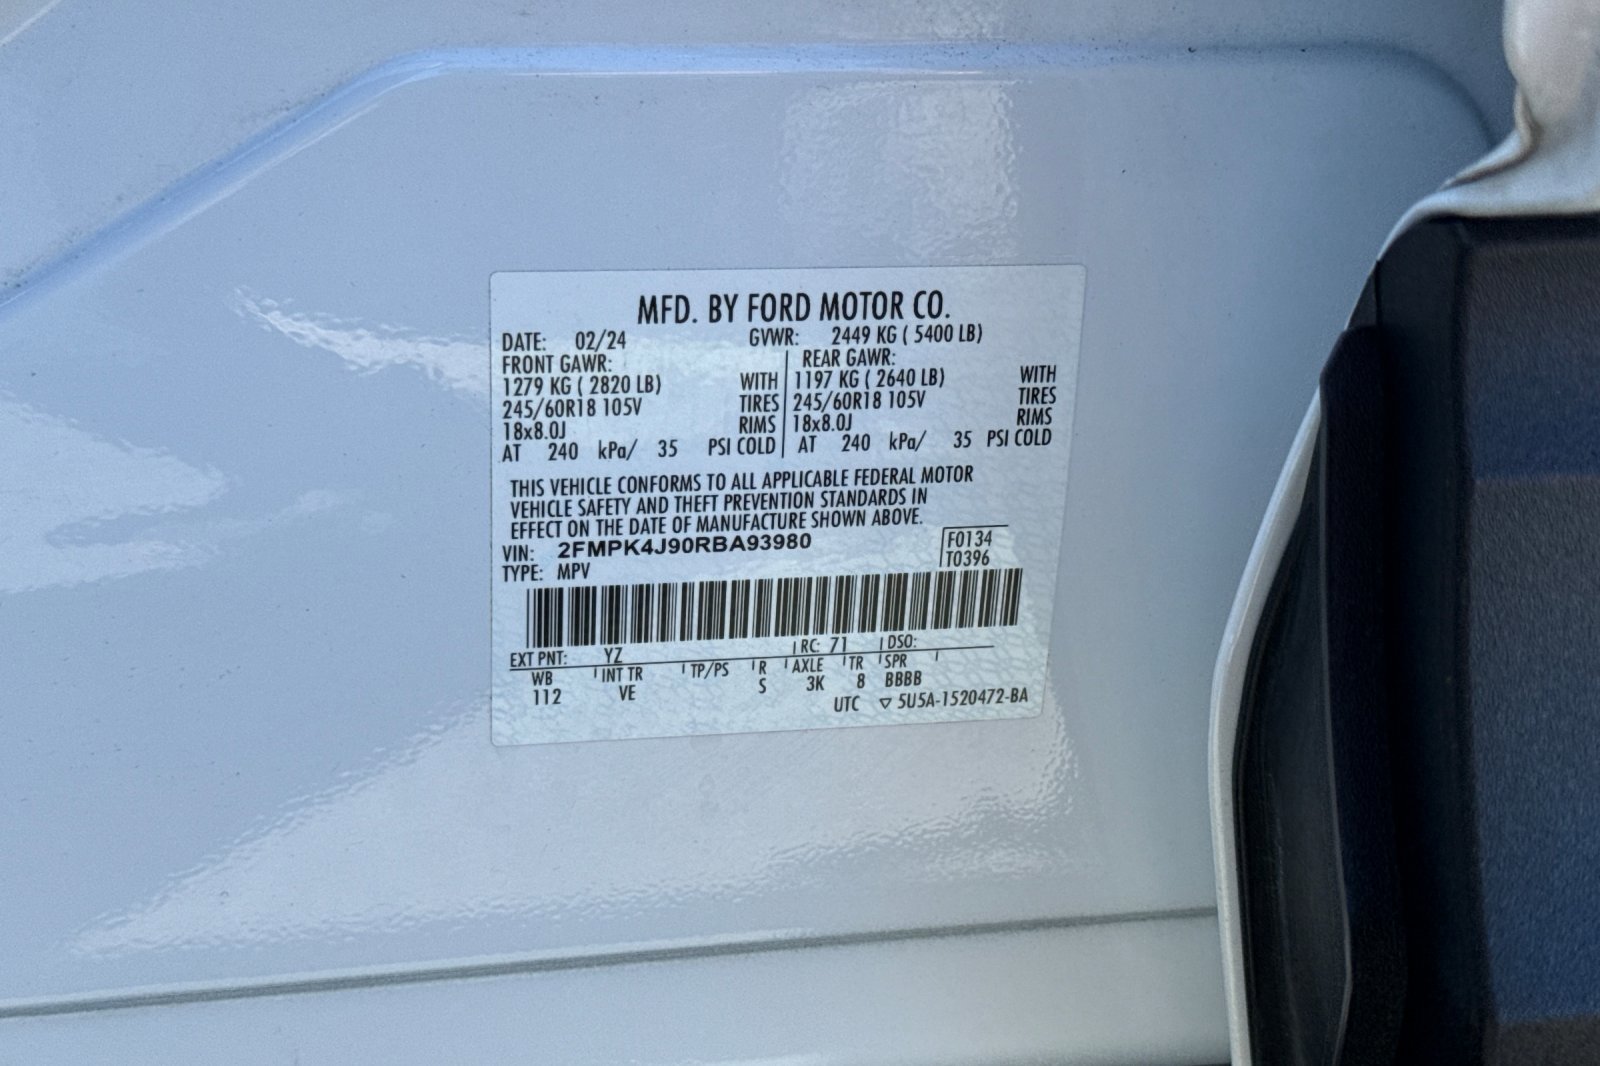 MFD. BY FORD MOTOR CO.
DATE: 02/24 GVWR: 2449 KG ( 5400 LB)
FRONT GAWR: REAR GAWR:
1279 KG ( 2820 LB) WITH 1197 KG ( 2640 LB) WITH
245/60R18 105V TIRES 245/60R18 105V TIRES
18x8.0J RIMS 18x8.0J RIMS
AT 240 kPa/ 35 PSI COLD AT 240 kPa/ 35 PSI COLD
THIS VEHICLE CONFORMS TO ALL APPLICABLE FEDERAL MOTOR
VEHICLE SAFETY AND THEFT PREVENTION STANDARDS IN
EFFECT ON THE DATE OF MANUFACTURE SHOWN ABOVE.
VIN: 2FMPK4J90RBA93980 F0134
TYPE: MPV T0396
EXT PNT: YZ RC: 71 DSO:
WB INT TR TP/PS R AXLE TR SPR
112 VE S 3K 8 BBBB
UTC ▽ 5U5A-1520472-BA